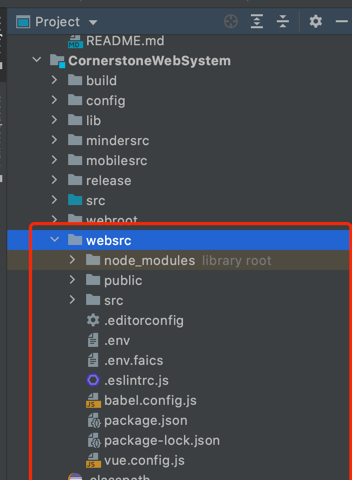 Project
README.md
CornerstoneWebSystem
build
config
lib
mindersrc
mobilesrc
release
src
webroot
websrc
node_modules library root
public
src
.editorconfig
.env
.env.faics
.eslintrc.js
babel.config.js
package.json
package-lock.json
vue.config.js
.classpath